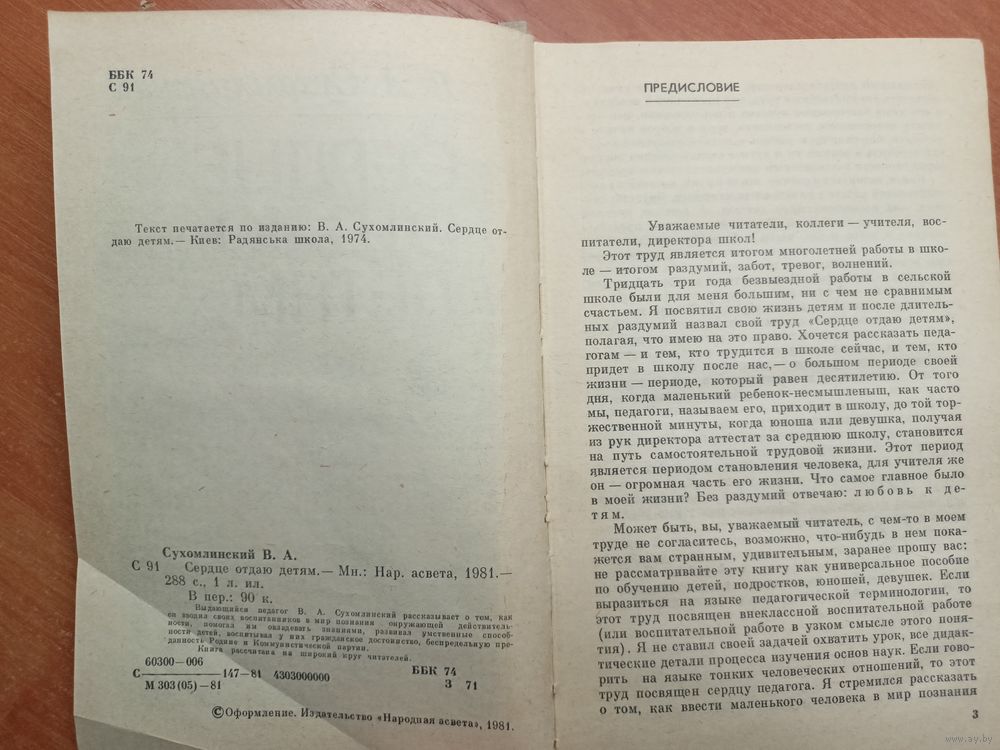 ББК 74
С 91
Текст печатается по изданию: В. А. Сухомлинский. Сердце от-
даю детям.— Киев: Радянська школа, 1974.
Сухомлинский В. А.
С 91 Сердце отдаю детям.— Мн.: Нар. асвета, 1981.—
288 с., 1 л. ил.
В пер.: 90 к.
Выдающийся педагог В. А. Сухомлинский рассказывает о том, как
он вводил своих воспитанников в мир познания окружающей действитель-
ности, помогал им овладевать знаниями, развивал умственные способ-
ности детей, воспитывал у них гражданское достоинство, беспредельную пре-
данность Родине и Коммунистической партии.
Книга рассчитана на широкий круг читателей.
60300—006
С———147—81 4303000000
М 303(05)—81
ББК 74
З 71
©Оформление. Издательство «Народная асвета», 1981.
ПРЕДИСЛОВИЕ
Уважаемые читатели, коллеги — учителя, вос-
питатели, директора школ!
Этот труд является итогом многолетней работы в шко-
ле — итогом раздумий, забот, тревог, волнений.
Тридцать три года безвыездной работы в сельской
школе были для меня большим, ни с чем не сравнимым
счастьем. Я посвятил свою жизнь детям и после длитель-
ных раздумий назвал свой труд «Сердце отдаю детям»,
полагая, что имею на это право. Хочется рассказать педа-
гогам — и тем, кто трудится в школе сейчас, и тем, кто
придет в школу после нас,— о большом периоде своей
жизни — периоде, который равен десятилетию. От того
дня, когда маленький ребенок-несмышленыш, как часто
мы, педагоги, называем его, приходит в школу, до той тор-
жественной минуты, когда юноша или девушка, получая
из рук директора аттестат за среднюю школу, становится
на путь самостоятельной трудовой жизни. Этот период
является периодом становления человека, для учителя же
он — огромная часть его жизни. Что самое главное было
в моей жизни? Без раздумий отвечаю: любовь к де-
тям.
Может быть, вы, уважаемый читатель, с чем-то в моем
труде не согласитесь, возможно, что-нибудь в нем пока-
жется вам странным, удивительным, заранее прошу вас:
не рассматривайте эту книгу как универсальное пособие
по обучению детей, подростков, юношей, девушек. Если
выразиться на языке педагогической терминологии, то
этот труд посвящен внеклассной воспитательной работе
(или воспитательной работе в узком смысле этого поня-
тия). Я не ставил своей задачей охватить урок, все дидак-
тические детали процесса изучения основ наук. Если гово-
рить на языке тонких человеческих отношений, то этот
труд посвящен сердцу педагога. Я стремился рассказать
о том, как ввести маленького человека в мир познания
3
www.ay.by